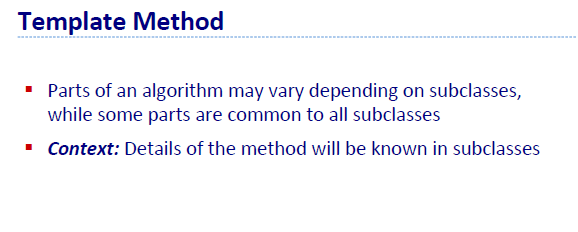 Template Method
Parts of an algorithm may vary depending on subclasses,
while some parts are common to all subclasses
Context: Details of the method will be known in subclasses